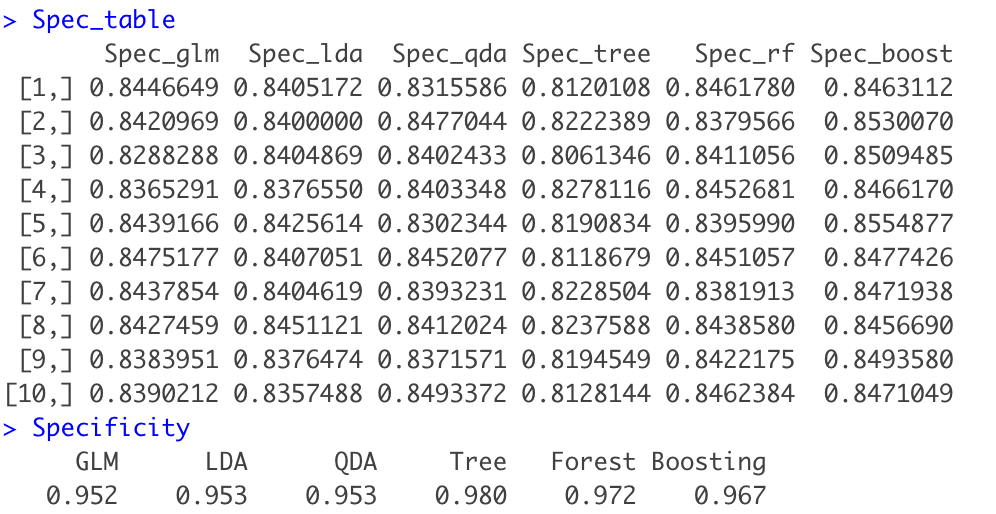 > Spec_table
Spec_glm Spec_lda Spec_qda Spec_tree Spec_rf Spec_boost
[1,] 0.8446649 0.8405172 0.8315586 0.8120108 0.8461780 0.8463112
[2,] 0.8420969 0.8400000 0.8477044 0.8222389 0.8379566 0.8530070
[3,] 0.8288288 0.8404869 0.8402433 0.8061346 0.8411056 0.8509485
[4,] 0.8365291 0.8376550 0.8403348 0.8278116 0.8452681 0.8466170
[5,] 0.8439166 0.8425614 0.8302344 0.8190834 0.8395990 0.8554877
[6,] 0.8475177 0.8407051 0.8452077 0.8118679 0.8451057 0.8477426
[7,] 0.8437854 0.8404619 0.8393231 0.8228504 0.8381913 0.8471938
[8,] 0.8427459 0.8451121 0.8412024 0.8237588 0.8438580 0.8456690
[9,] 0.8383951 0.8376474 0.8371571 0.8194549 0.8422175 0.8493580
[10,] 0.8390212 0.8357488 0.8493372 0.8128144 0.8462384 0.8471049
> Specificity
GLM LDA QDA Tree Forest Boosting
0.952 0.953 0.953 0.980 0.972 0.967